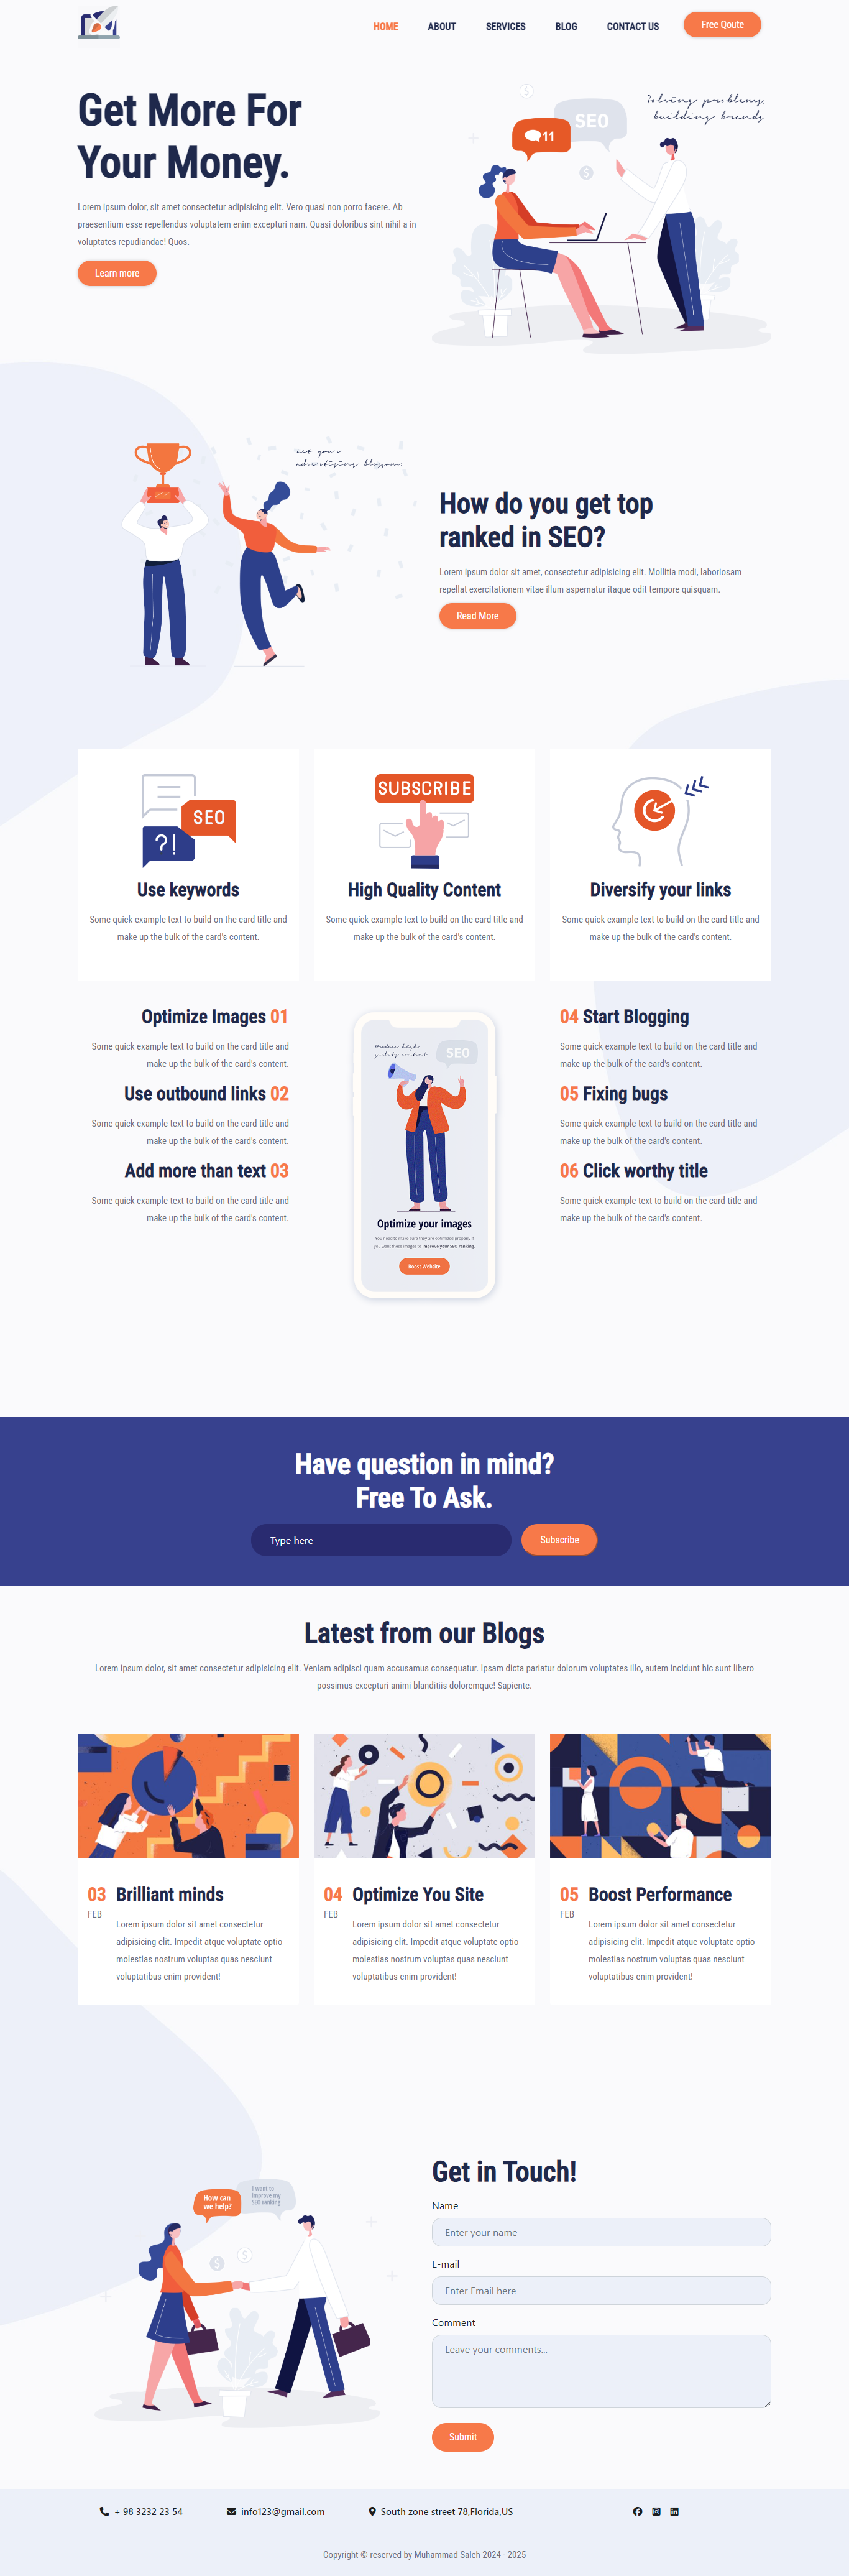 HOME
ABOUT
SERVICES
BLOG
CONTACT US
Free Qoute
Get More For
Your Money.
Lorem ipsum dolor, sit amet consectetur adipisicing elit. Vero quasi non porro facere. Ab
praesentium esse repellendus voluptatem enim excepturi nam. Quasi doloribus sint nihil a in
voluptates repudiandae! Quos.
Learn more
SEO
11
Solving problems,
building brands
let your
advertising blossom
How do you get top
ranked in SEO?
Lorem ipsum dolor sit amet, consectetur adipisicing elit. Mollitia modi, laboriosam
repellat exercitationem vitae illum aspernatur itaque odit tempore quisquam.
Read More
SEO
?!
Use keywords
Some quick example text to build on the card title and
make up the bulk of the card's content.
SUBSCRIBE
High Quality Content
Some quick example text to build on the card title and
make up the bulk of the card's content.
Diversify your links
Some quick example text to build on the card title and
make up the bulk of the card's content.
Optimize Images 01
Some quick example text to build on the card title and
make up the bulk of the card's content.
Use outbound links 02
Some quick example text to build on the card title and
make up the bulk of the card's content.
Add more than text 03
Some quick example text to build on the card title and
make up the bulk of the card's content.
Produce high
quality content
SEO
Optimize your images
You need to make sure they are optimized properly if
you want these images to improve your SEO ranking.
Boost Website
04 Start Blogging
Some quick example text to build on the card title and
make up the bulk of the card's content.
05 Fixing bugs
Some quick example text to build on the card title and
make up the bulk of the card's content.
06 Click worthy title
Some quick example text to build on the card title and
make up the bulk of the card's content.
Have question in mind?
Free To Ask.
Type here
Subscribe
Latest from our Blogs
Lorem ipsum dolor, sit amet consectetur adipisicing elit. Veniam adipisci quam accusamus consequatur. Ipsam dicta pariatur dolorum voluptates illo, autem incidunt hic sunt libero
possimus excepturi animi blanditiis doloremque! Sapiente.
03
FEB
Brilliant minds
Lorem ipsum dolor sit amet consectetur
adipisicing elit. Impedit atque voluptate optio
molestias nostrum voluptas quas nesciunt
voluptatibus enim provident!
04
FEB
Optimize You Site
Lorem ipsum dolor sit amet consectetur
adipisicing elit. Impedit atque voluptate optio
molestias nostrum voluptas quas nesciunt
voluptatibus enim provident!
05
FEB
Boost Performance
Lorem ipsum dolor sit amet consectetur
adipisicing elit. Impedit atque voluptate optio
molestias nostrum voluptas quas nesciunt
voluptatibus enim provident!
How can
we help?
I want to
improve my
SEO ranking
Get in Touch!
Name
Enter your name
E-mail
Enter Email here
Comment
Leave your comments...
Submit
+ 98 3232 23 54
info123@gmail.com
South zone street 78,Florida,US
Copyright © reserved by Muhammad Saleh 2024 - 2025